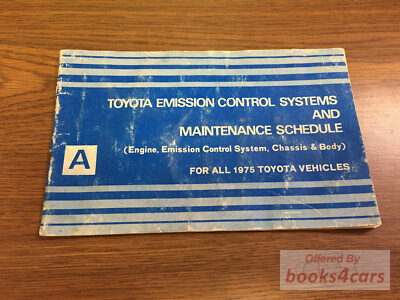 TOYOTA EMISSION CONTROL SYSTEMS
AND
MAINTENANCE SCHEDULE
(Engine, Emission Control System, Chassis & Body)
A
FOR ALL 1975 TOYOTA VEHICLES
Offered By
books4cars